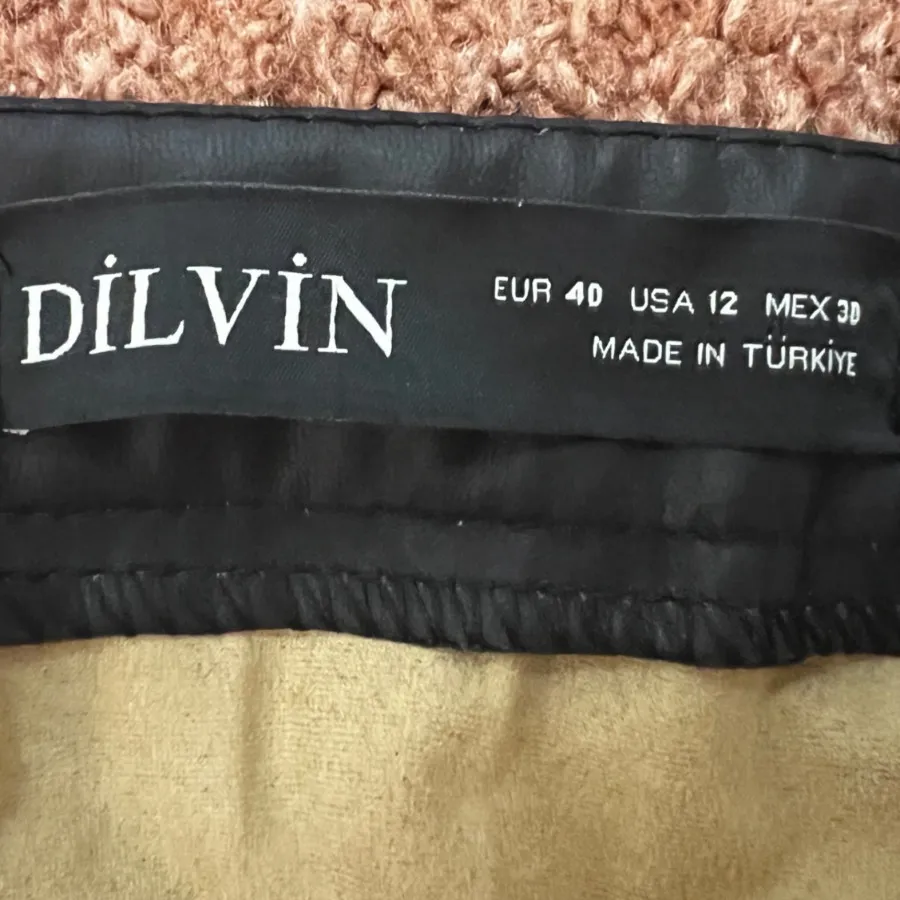 DİLVİN
EUR 40 USA 12 MEX 30
MADE IN TÜRKİYE